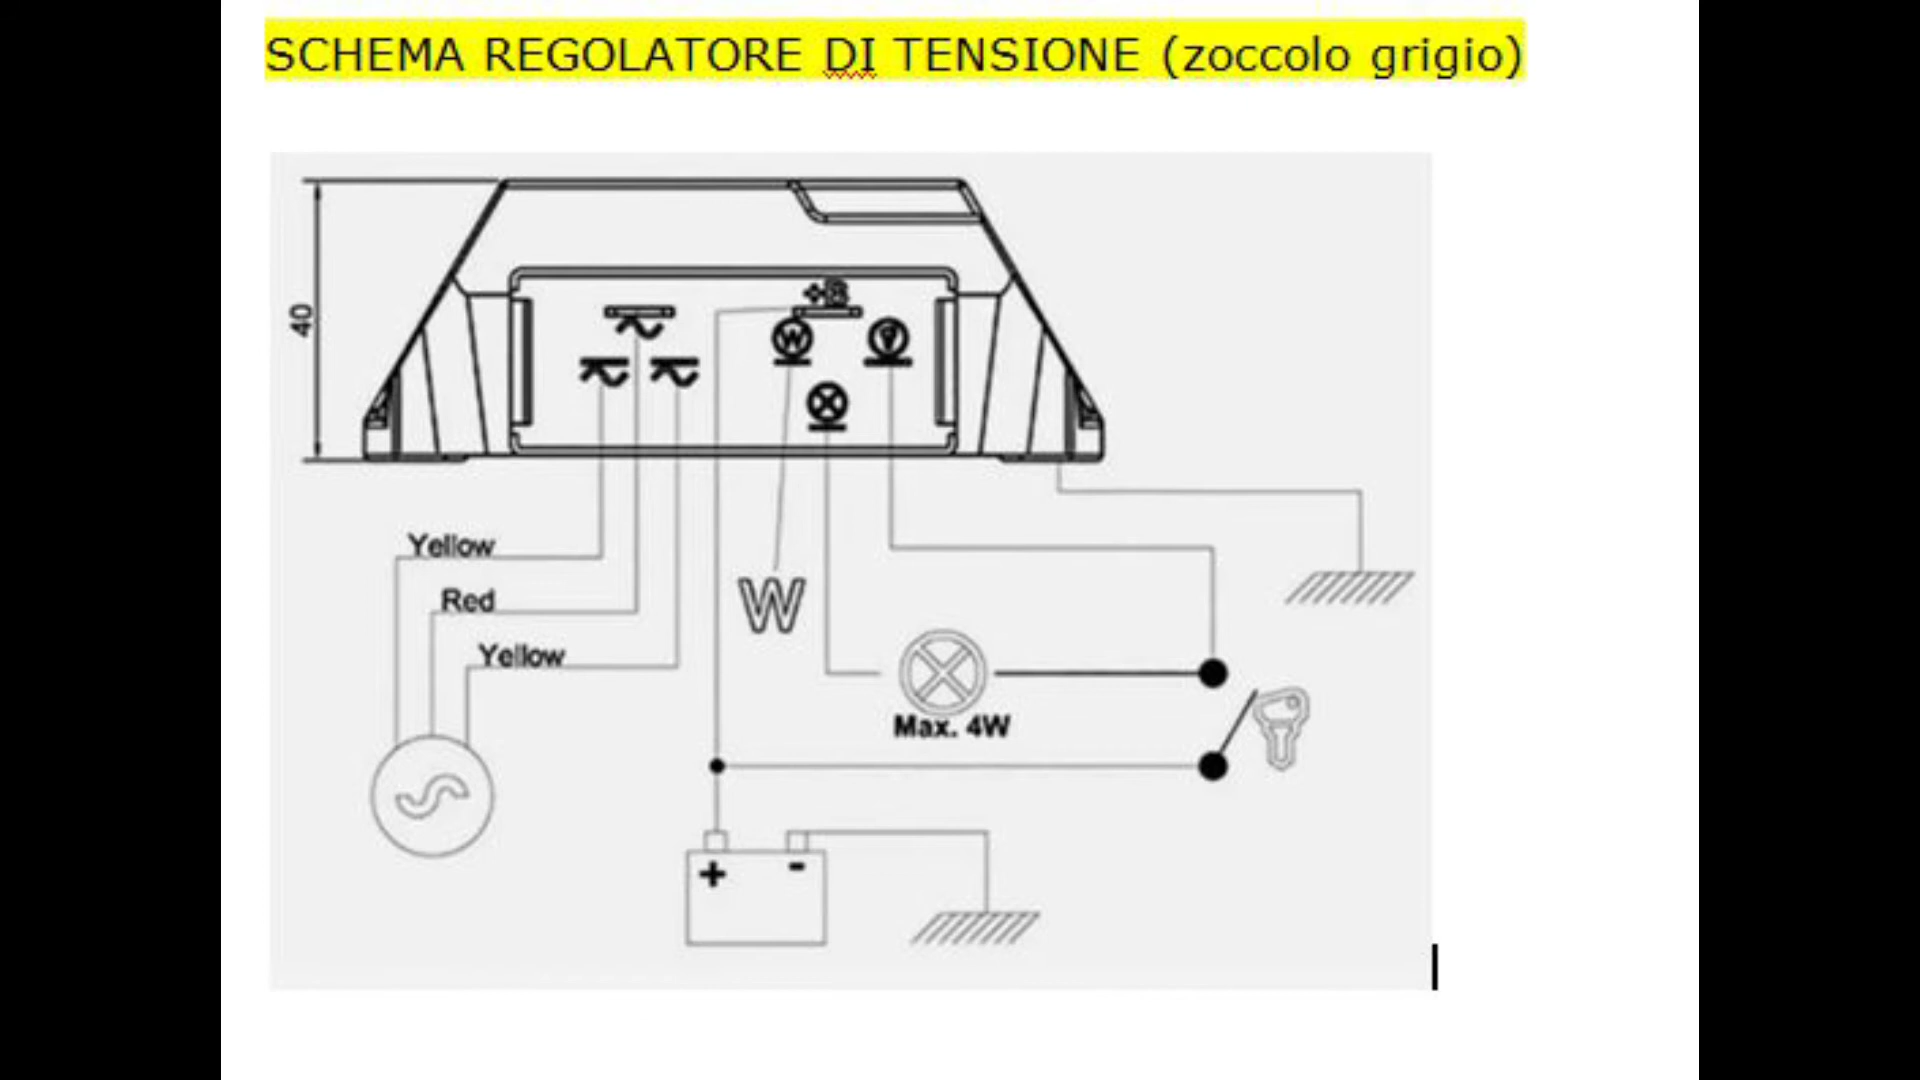 SCHEMA REGOLATORE DI TENSIONE (zoccolo grigio)
40
+B
W
Yellow
Red
Yellow
W
Max. 4W
+ -